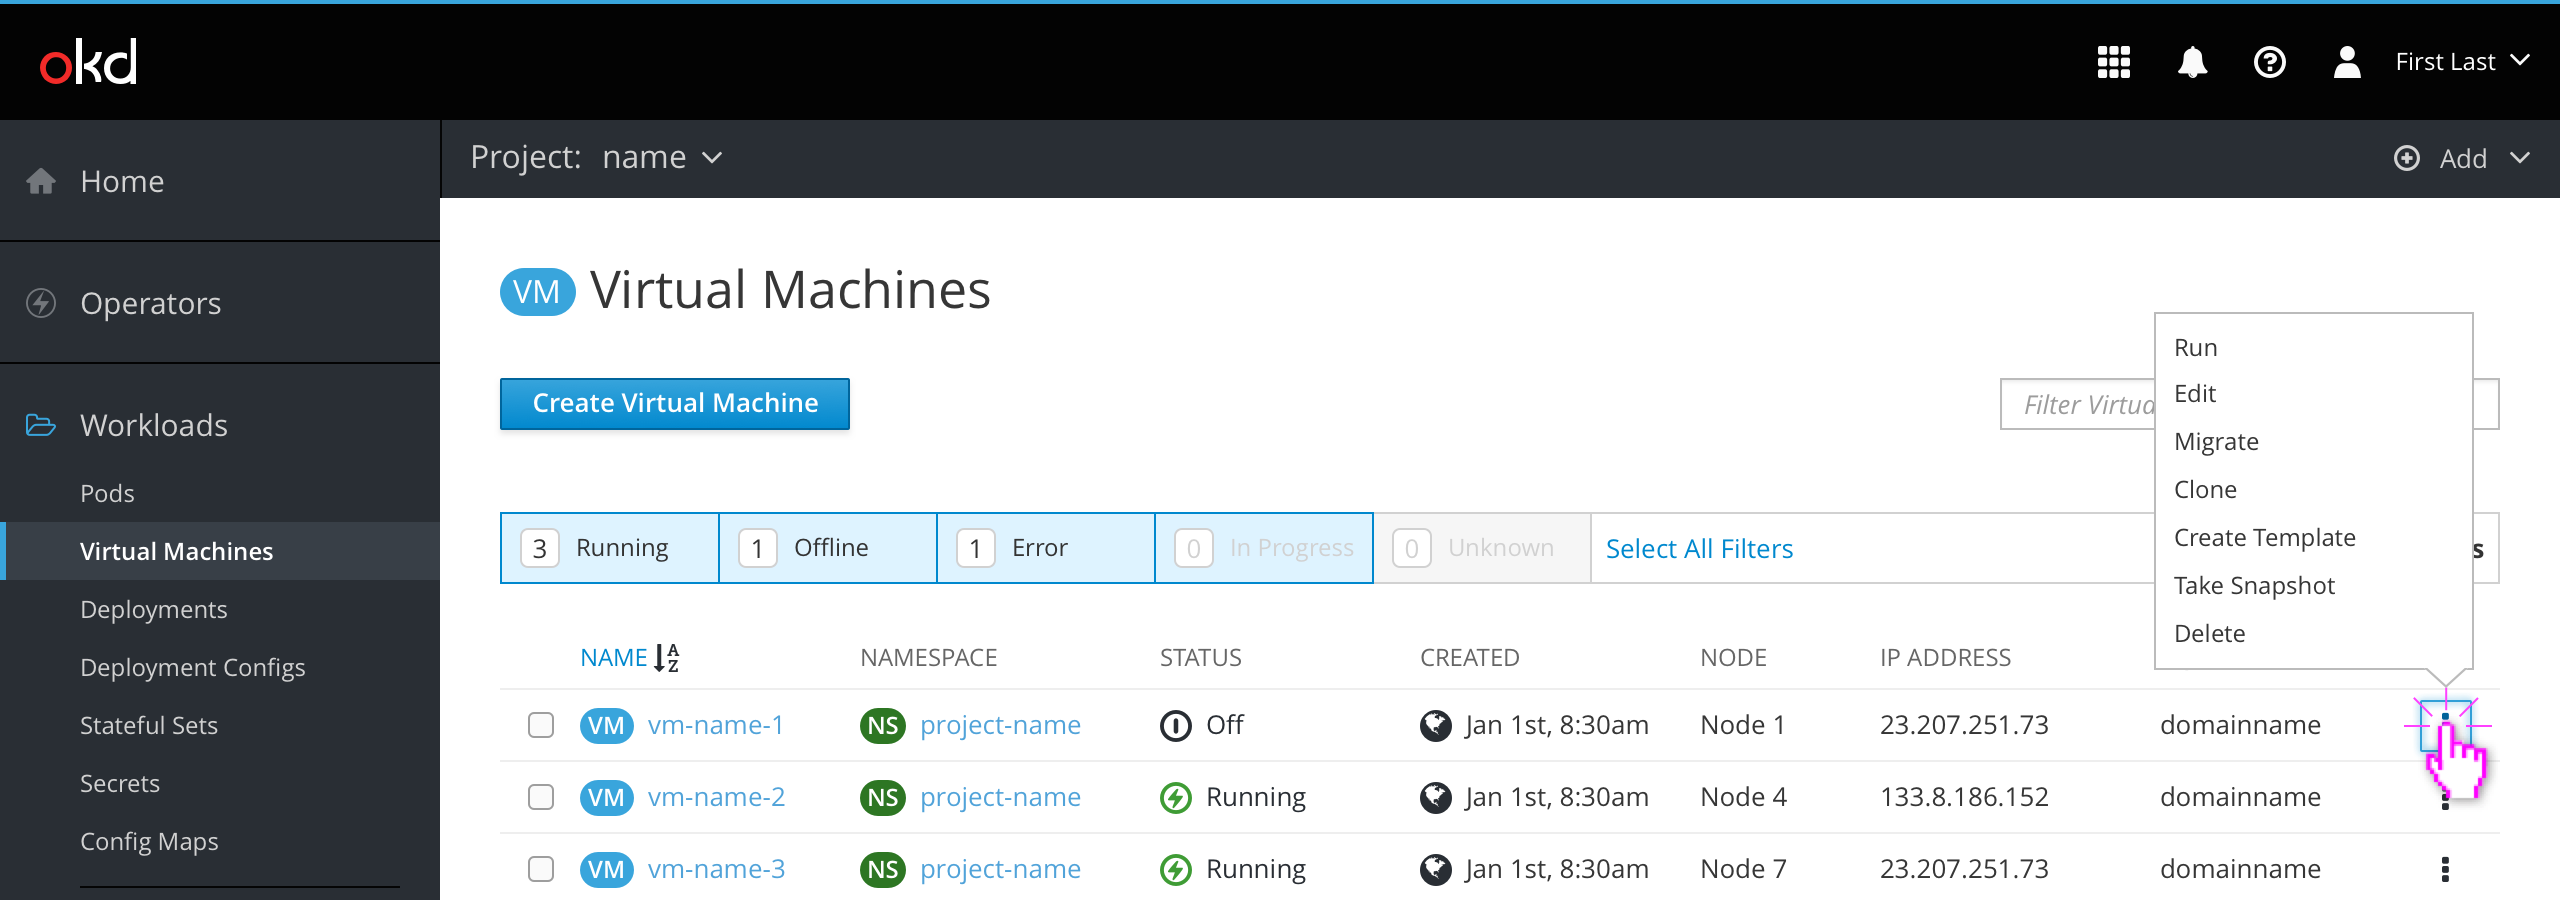 okd
First Last
Project: name
Add
Home
Operators
Workloads
Pods
Virtual Machines
Deployments
Deployment Configs
Stateful Sets
Secrets
Config Maps
VM Virtual Machines
Create Virtual Machine
Filter Virtua
Run
Edit
Migrate
Clone
Create Template
Take Snapshot
Delete
3 Running 1 Offline 1 Error 0 In Progress 0 Unknown Select All Filters s
NAME A Z NAMESPACE STATUS CREATED NODE IP ADDRESS
VM vm-name-1 NS project-name Off Jan 1st, 8:30am Node 1 23.207.251.73 domainname
VM vm-name-2 NS project-name Running Jan 1st, 8:30am Node 4 133.8.186.152 domainname
VM vm-name-3 NS project-name Running Jan 1st, 8:30am Node 7 23.207.251.73 domainname